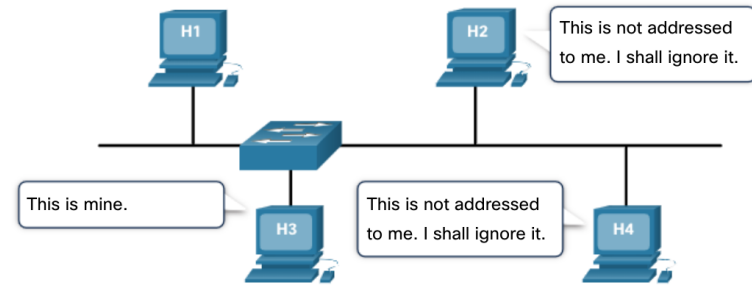 H1
H2
This is not addressed
to me. I shall ignore it.
This is mine.
H3
This is not addressed
to me. I shall ignore it.
H4